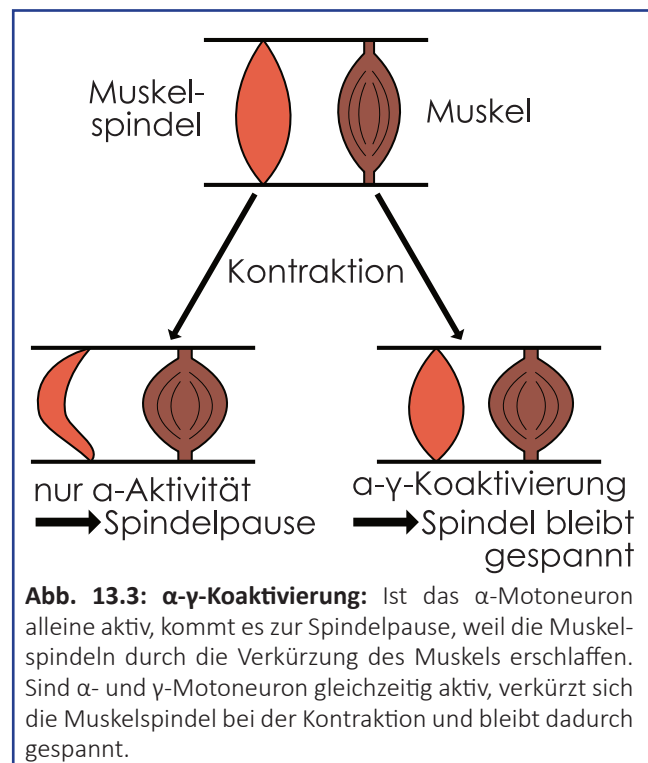 Muskel-
spindel
Muskel
Kontraktion
nur α-Aktivität
Spindelpause
α-γ-Koaktivierung
Spindel bleibt
gespannt
Abb. 13.3: α-γ-Koaktivierung: Ist das α-Motoneuron
alleine aktiv, kommt es zur Spindelpause, weil die Muskel-
spindeln durch die Verkürzung des Muskels erschlaffen.
Sind α- und γ-Motoneuron gleichzeitig aktiv, verkürzt sich
die Muskelspindel bei der Kontraktion und bleibt dadurch
gespannt.